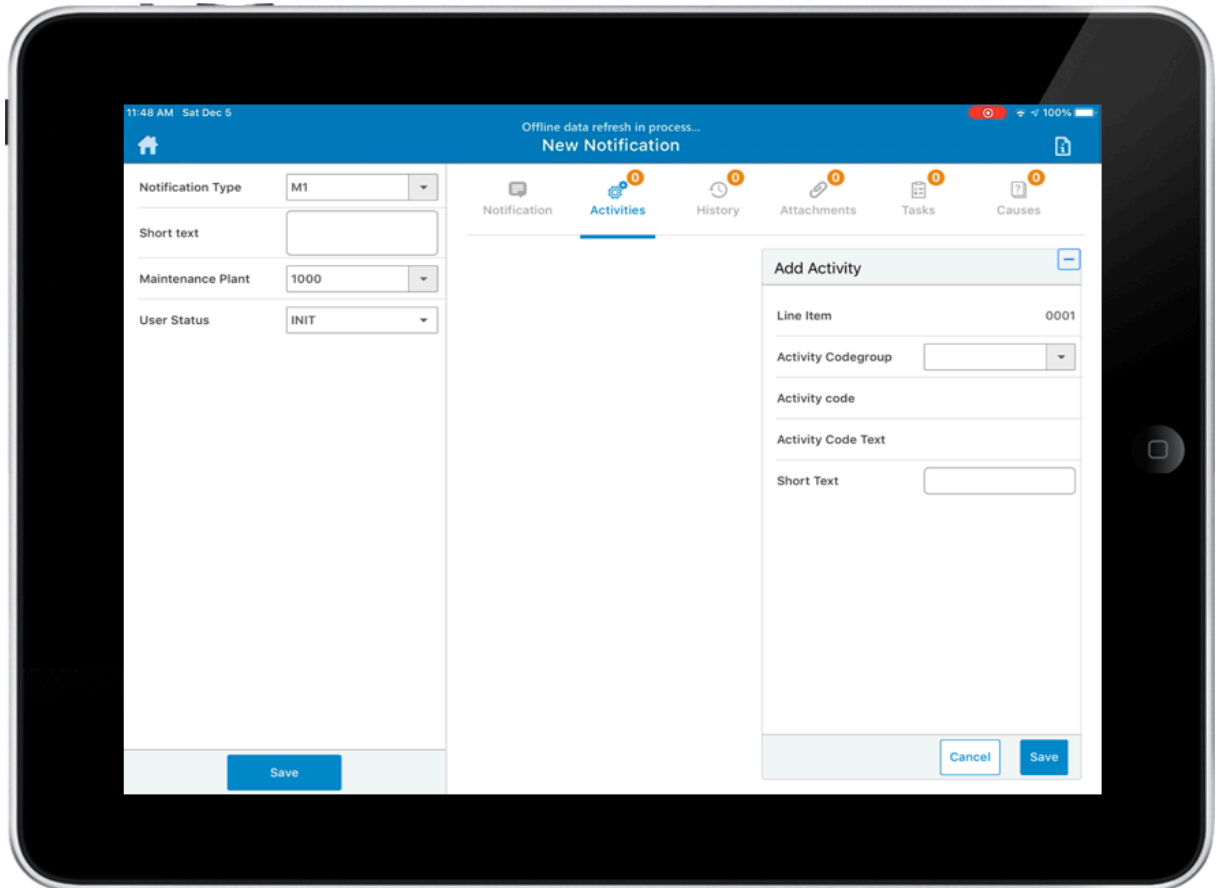 11:48 AM Sat Dec 5
100%
Offline data refresh in process...
New Notification
Notification Type M1
Short text
Maintenance Plant 1000
User Status INIT
Save
Notification
Activities 0
History 0
Attachments 0
Tasks 0
Causes 0
Add Activity
Line Item 0001
Activity Codegroup
Activity code
Activity Code Text
Short Text
Cancel Save